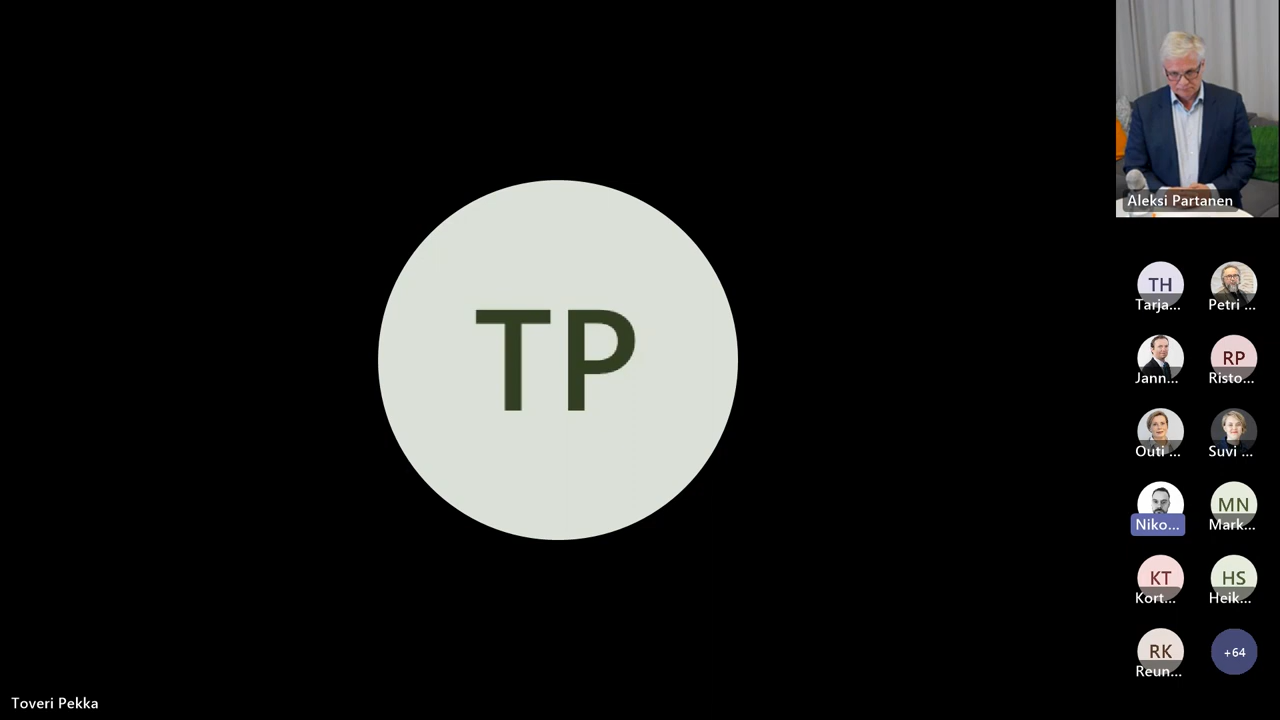 TP
Toveri Pekka
Aleksi Partanen
TH
Tarja...
Petri ...
Jann...
RP
Risto...
Outi ...
Suvi ...
Niko...
MN
Mark...
KT
Kort...
HS
Heik...
RK
Reun...
+64